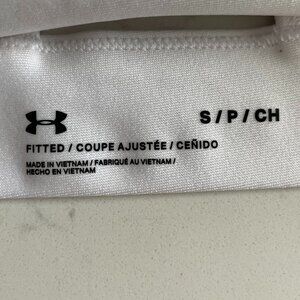 S / P / CH
FITTED / COUPE AJUSTÉE / CEÑIDO
MADE IN VIETNAM / FABRIQUÉ AU VIETNAM /
HECHO EN VIETNAM